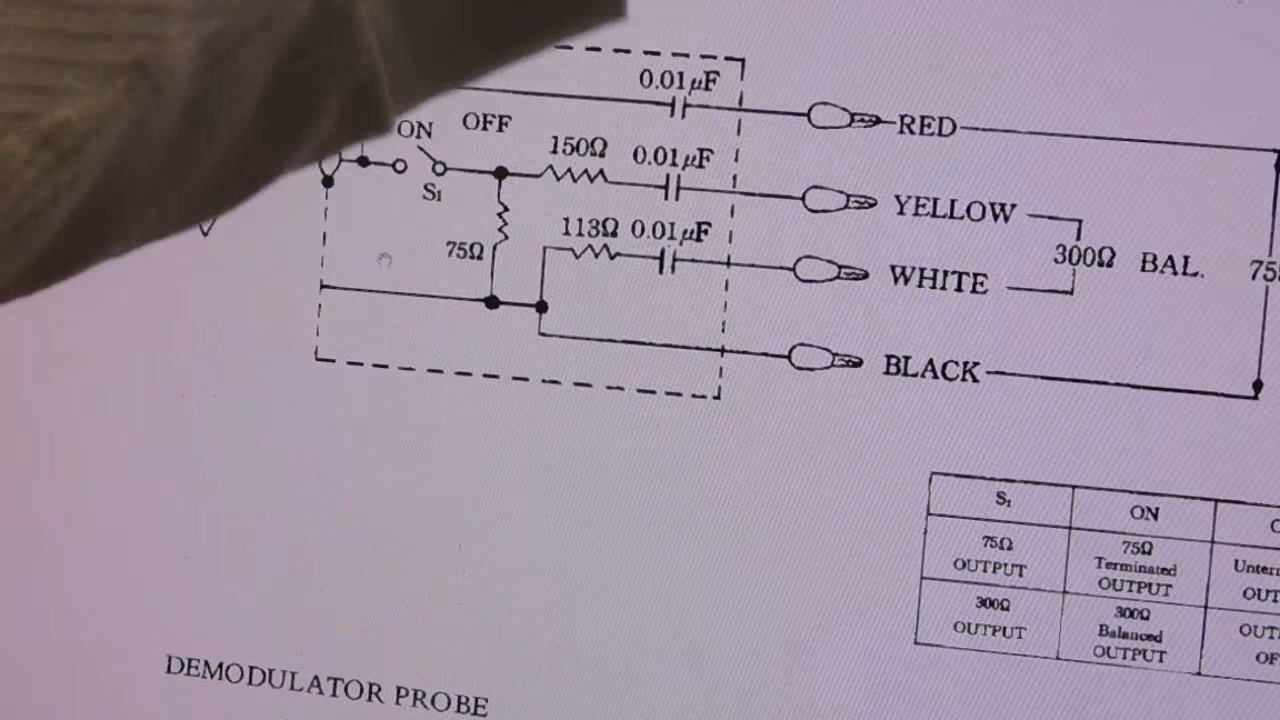 0.01μF
RED
ON OFF
S₁
150Ω 0.01μF
YELLOW
75Ω
113Ω 0.01μF
300Ω BAL.
WHITE
BLACK
S₁ ON
75Ω
OUTPUT
75Ω
Terminated
OUTPUT
300Ω
OUTPUT
300Ω
Balanced
OUTPUT
DEMODULATOR PROBE